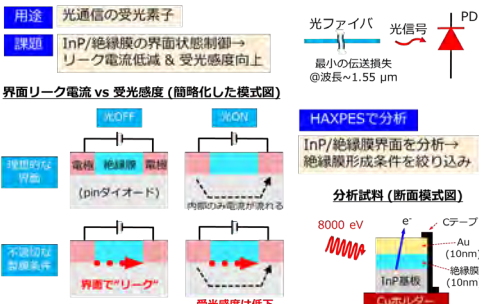 用途
光通信の受光素子
課題
InP/絶縁膜の界面状態制御→
リーク電流低減 & 受光感度向上
光ファイバ
光信号
PD
最小の伝送損失
@波長~1.55 μm
界面リーク電流 vs 受光感度 (簡略化した模式図)
光OFF
光ON
理想的な
界面
電極
絶縁膜
電極
(pinダイオード)
内部のみ電流が流れる
不適切な
製膜条件
界面で"リーク"
受光感度は低下
HAXPESで分析
InP/絶縁膜界面を分析→
絶縁膜形成条件を絞り込み
分析試料 (断面模式図)
8000 eV
e-
Cテープ
Au
(10nm)
絶縁膜
(10nm)
InP基板
Cuホルダー